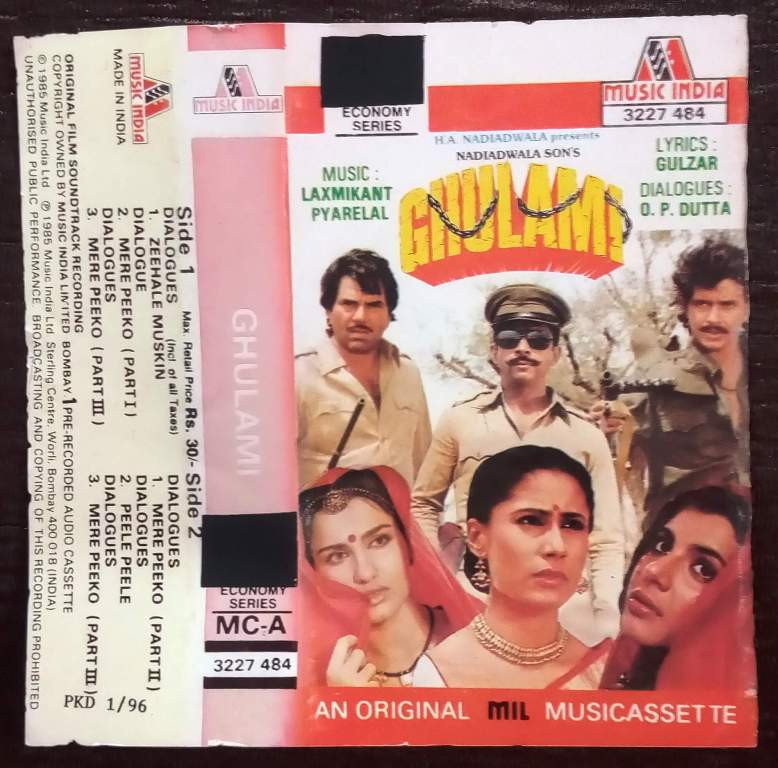 MUSIC INDIA
MADE IN INDIA
ORIGINAL FILM SOUNDTRACK RECORDING
COPYRIGHT OWNED BY MUSIC INDIA LIMITED BOMBAY 1 PRE-RECORDED AUDIO CASSETTE
© 1985 Music India Ltd ℗ 1985 Music India Ltd Sterling Centre, Worli, Bombay 400 018 (INDIA)
UNAUTHORISED PUBLIC PERFORMANCE, BROADCASTING AND COPYING OF THIS RECORDING PROHIBITED
Side 1
Max Retail Price Rs. 30/-
(Incl of all Taxes)
DIALOGUES
1. ZEEHALE MUSKIN
DIALOGUE
2. MERE PEEKO (PART I)
DIALOGUES
3. MERE PEEKO (PART III)
Side 2
DIALOGUES
1. MERE PEEKO (PART II)
DIALOGUES
2. PEELE PEELE
DIALOGUES
3. MERE PEEKO (PART III)
PKD 1/96
MUSIC INDIA
GHULAMI
ECONOMY
SERIES
MC-A
3227 484
ECONOMY
SERIES
MUSIC INDIA
3227 484
H.A. NADIADWALA presents
NADIADWALA SON'S
GHULAMI
MUSIC :
LAXMIKANT
PYARELAL
LYRICS :
GULZAR
DIALOGUES :
O. P. DUTTA
AN ORIGINAL MIL MUSICASSETTE